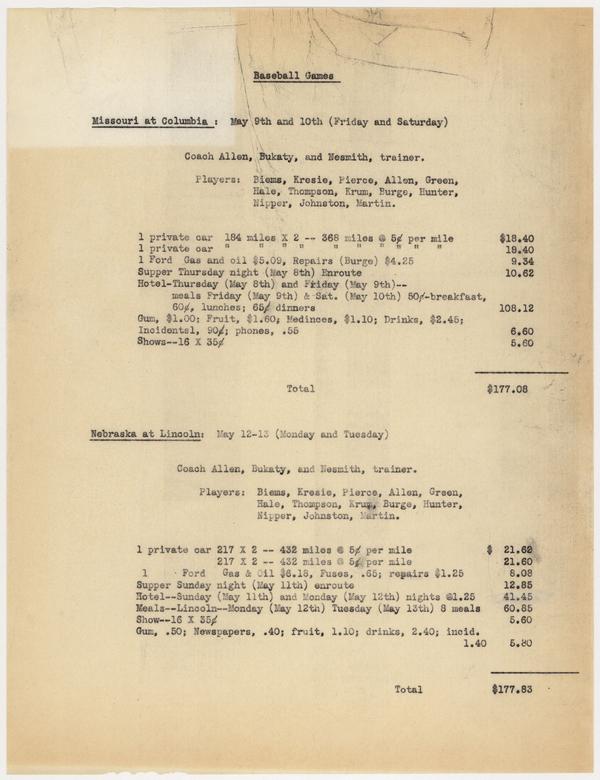 Baseball Games
Missouri at Columbia : May 9th and 10th (Friday and Saturday)
Coach Allen, Bukaty, and Nesmith, trainer.
Players: Biems, Kresie, Pierce, Allen, Green,
Hale, Thompson, Krum, Burge, Hunter,
Nipper, Johnston, Martin.
1 private car 184 miles X 2 -- 368 miles @ 5¢ per mile $18.40
1 private car " " " " " " " " " 18.40
1 Ford Gas and oil $5.09, Repairs (Burge) $4.25 9.34
Supper Thursday night (May 8th) Enroute 10.62
Hotel-Thursday (May 8th) and Friday (May 9th)--
meals Friday (May 9th) & Sat. (May 10th) 50¢-breakfast,
60¢, lunches; 65¢ dinners 108.12
Gum, $1.00; Fruit, $1.60; Medinces, $1.10; Drinks, $2.45;
Incidental, 90¢; phones, .55 6.60
Shows--16 X 35¢ 5.60
Total $177.08
Nebraska at Lincoln: May 12-13 (Monday and Tuesday)
Coach Allen, Bukaty, and Nesmith, trainer.
Players: Biems, Kresie, Pierce, Allen, Green,
Hale, Thompson, Krum, Burge, Hunter,
Nipper, Johnston, Martin.
1 private car 217 X 2 -- 432 miles @ 5¢ per mile $ 21.60
217 X 2 -- 432 miles @ 5¢ per mile 21.60
1 Ford Gas & Oil $6.18, Fuses, .65; repairs $1.25 8.08
Supper Sunday night (May 11th) enroute 12.85
Hotel--Sunday (May 11th) and Monday (May 12th) nights @1.25 41.45
Meals--Lincoln--Monday (May 12th) Tuesday (May 13th) 8 meals 60.85
Show--16 X 35¢ 5.60
Gum, .50; Newspapers, .40; fruit, 1.10; drinks, 2.40; incid.
1.40 5.80
Total $177.83